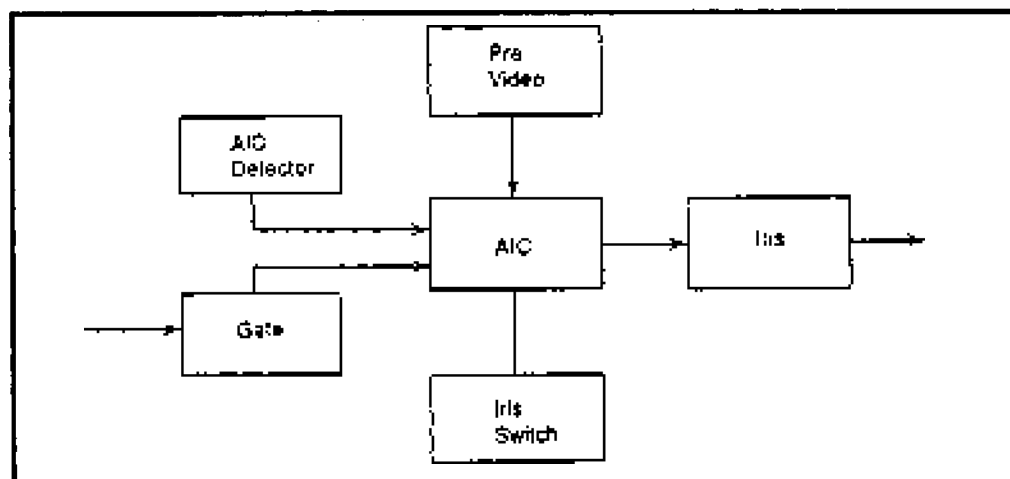 Pre
Video
AIC
Detector
AIC
Iris
Gate
Iris
Switch